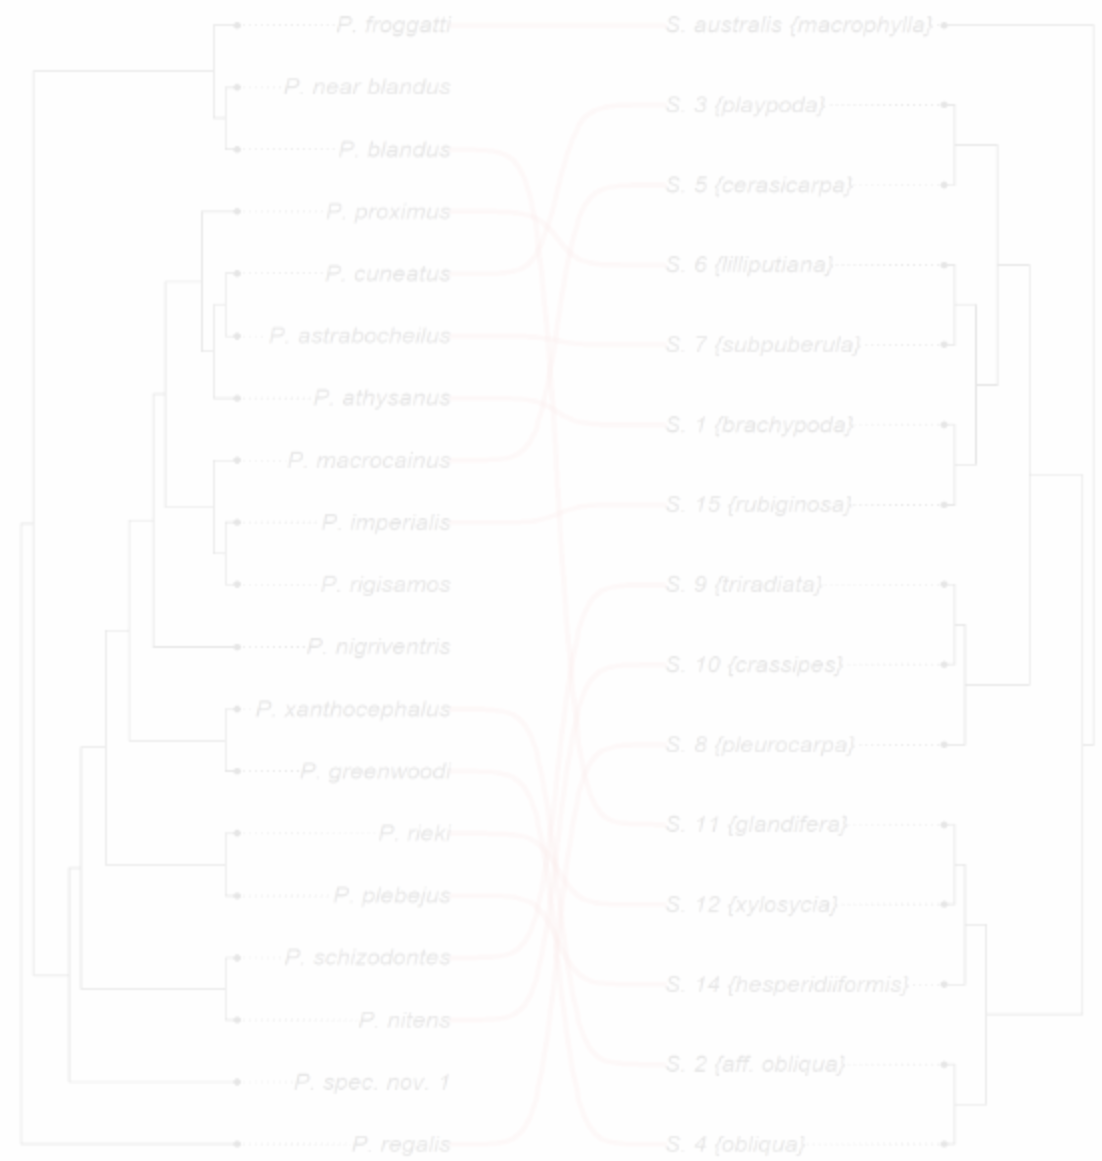 P. froggatti
P. near blandus
P. blandus
P. proximus
P. cuneatus
P. astrabocheilus
P. athysanus
P. macrocainus
P. imperialis
P. rigisamos
P. nigriventris
P. xanthocephalus
P. greenwoodi
P. rieki
P. plebejus
P. schizodontes
P. nitens
P. spec. nov. 1
P. regalis
S. australis {macrophylla}
S. 3 {playpoda}
S. 5 {cerasicarpa}
S. 6 {lilliputiana}
S. 7 {subpuberula}
S. 1 {brachypoda}
S. 15 {rubiginosa}
S. 9 {triradiata}
S. 10 {crassipes}
S. 8 {pleurocarpa}
S. 11 {glandifera}
S. 12 {xylosycia}
S. 14 {hesperidiiformis}
S. 2 {aff. obliqua}
S. 4 {obliqua}